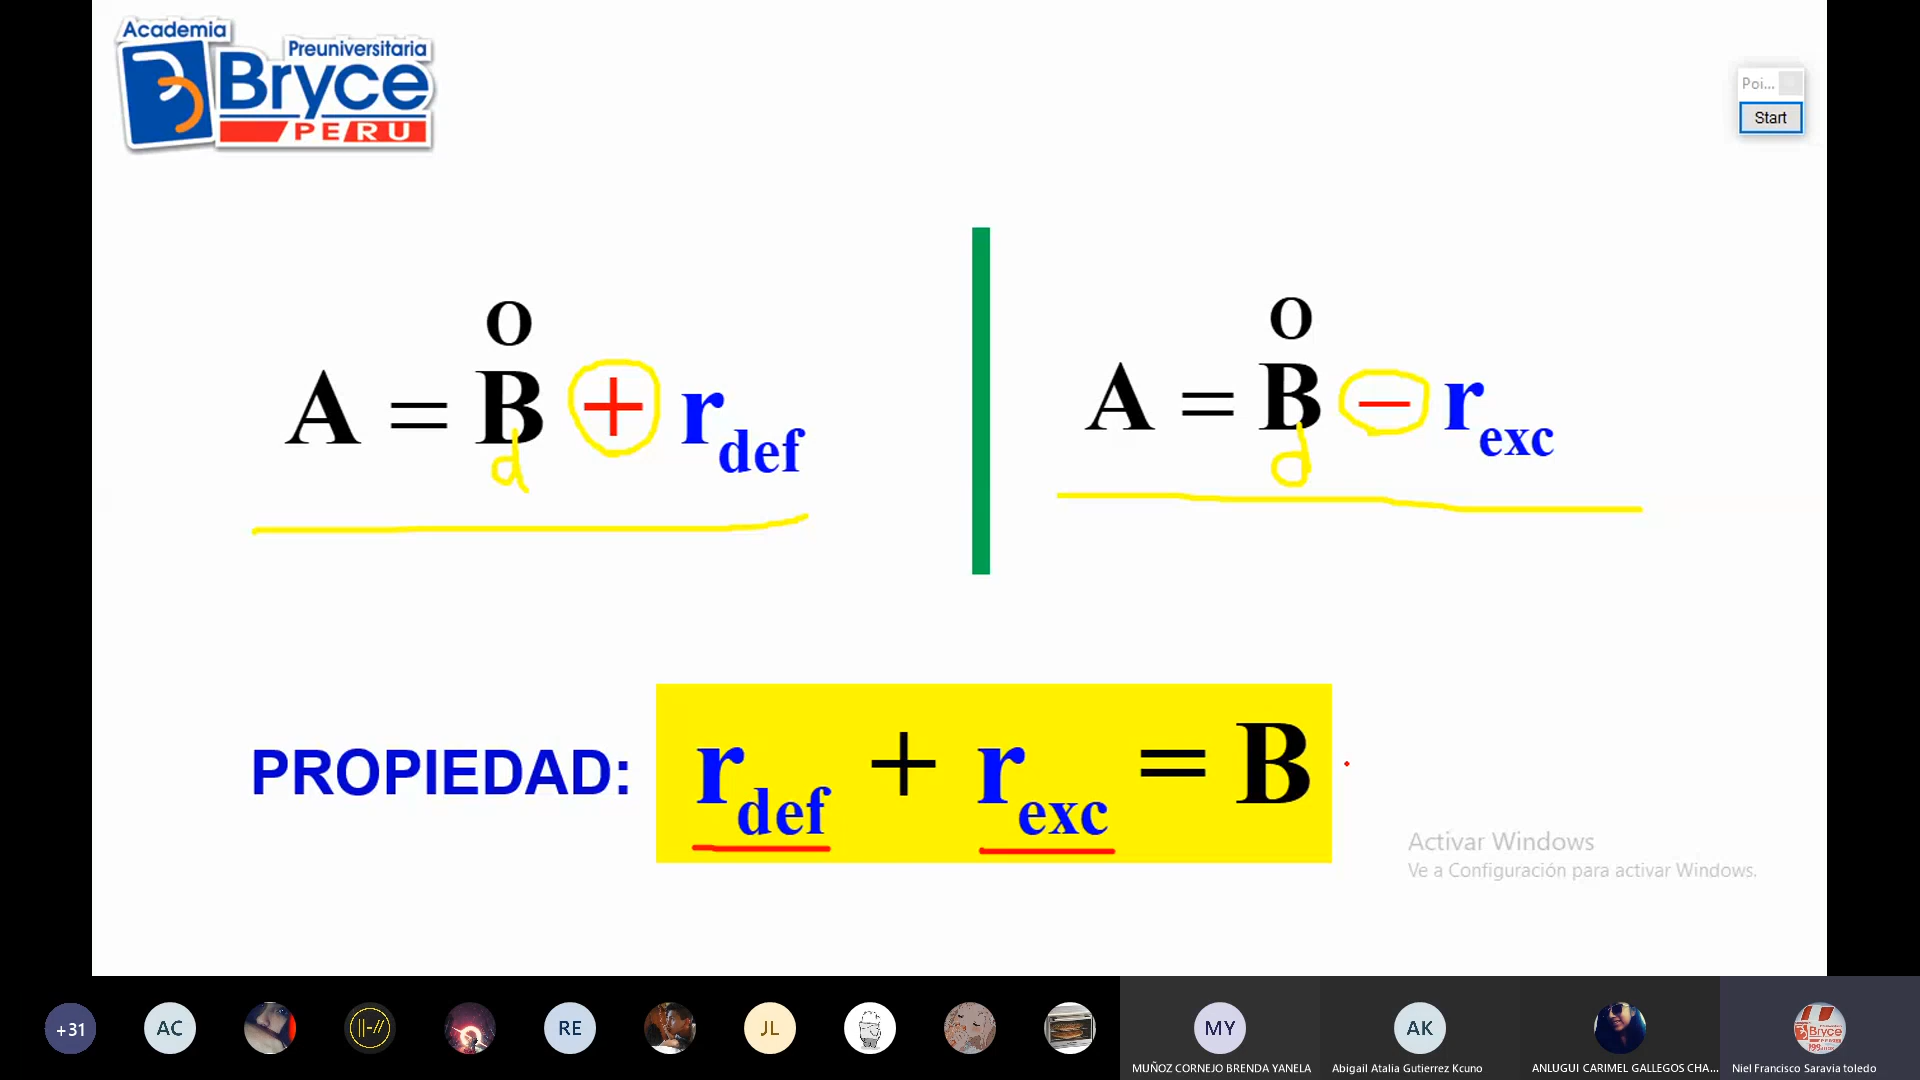 Academia
Preuniversitaria
Bryce
PERU
Poi...
Start
O
A = B + r def
d
O
A = B − r exc
d
PROPIEDAD: r def + r exc = B
Activar Windows
Ve a Configuración para activar Windows.
+31
AC
RE
JL
MY
AK
MUÑOZ CORNEJO BRENDA YANELA
Abigail Atalia Gutierrez Kcuno
ANLUGUI CARIMEL GALLEGOS CHA...
Bryce
Niel Francisco Saravia toledo